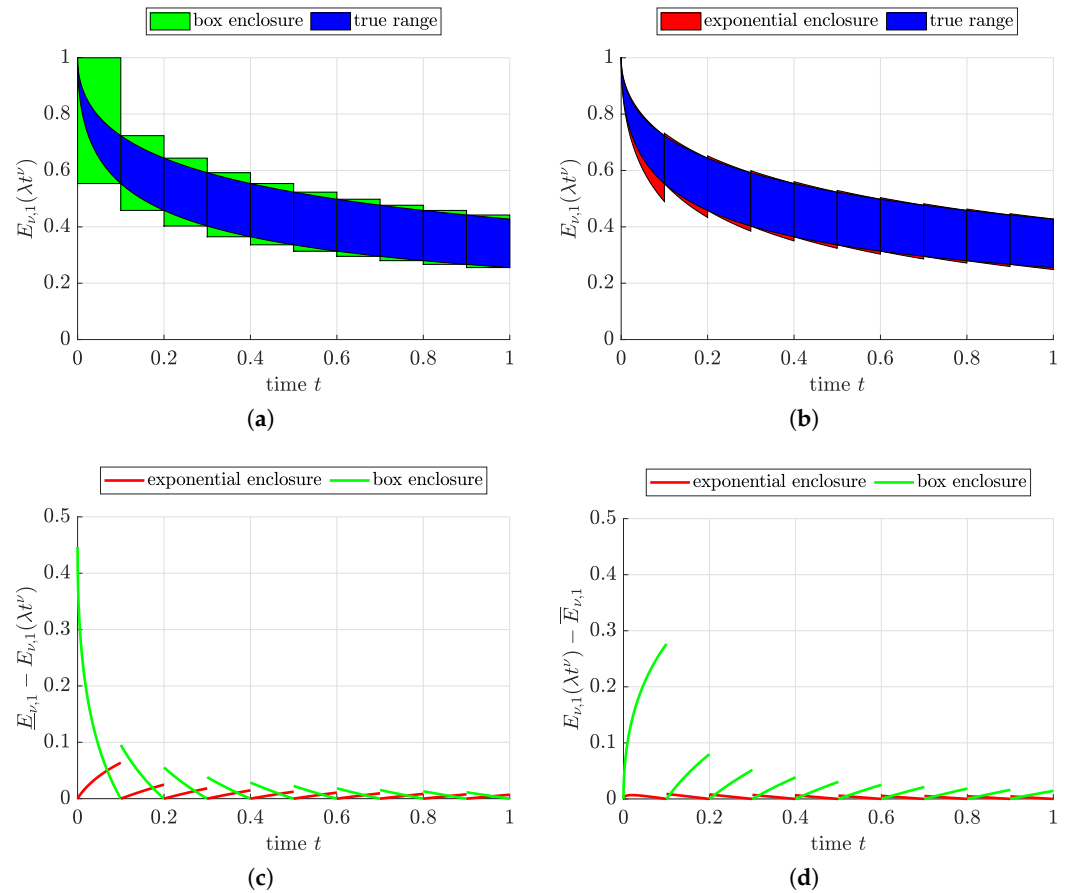 box enclosure true range
1
0.8
0.6
0.4
0.2
0
E_{ν,1}(λt^ν)
0 0.2 0.4 0.6 0.8 1
time t
(a)
exponential enclosure true range
1
0.8
0.6
0.4
0.2
0
E_{ν,1}(λt^ν)
0 0.2 0.4 0.6 0.8 1
time t
(b)
exponential enclosure box enclosure
0.5
0.4
0.3
0.2
0.1
0
\underline{E}_{ν,1} − E_{ν,1}(λt^ν)
0 0.2 0.4 0.6 0.8 1
time t
(c)
exponential enclosure box enclosure
0.5
0.4
0.3
0.2
0.1
0
E_{ν,1}(λt^ν) − \overline{E}_{ν,1}
0 0.2 0.4 0.6 0.8 1
time t
(d)